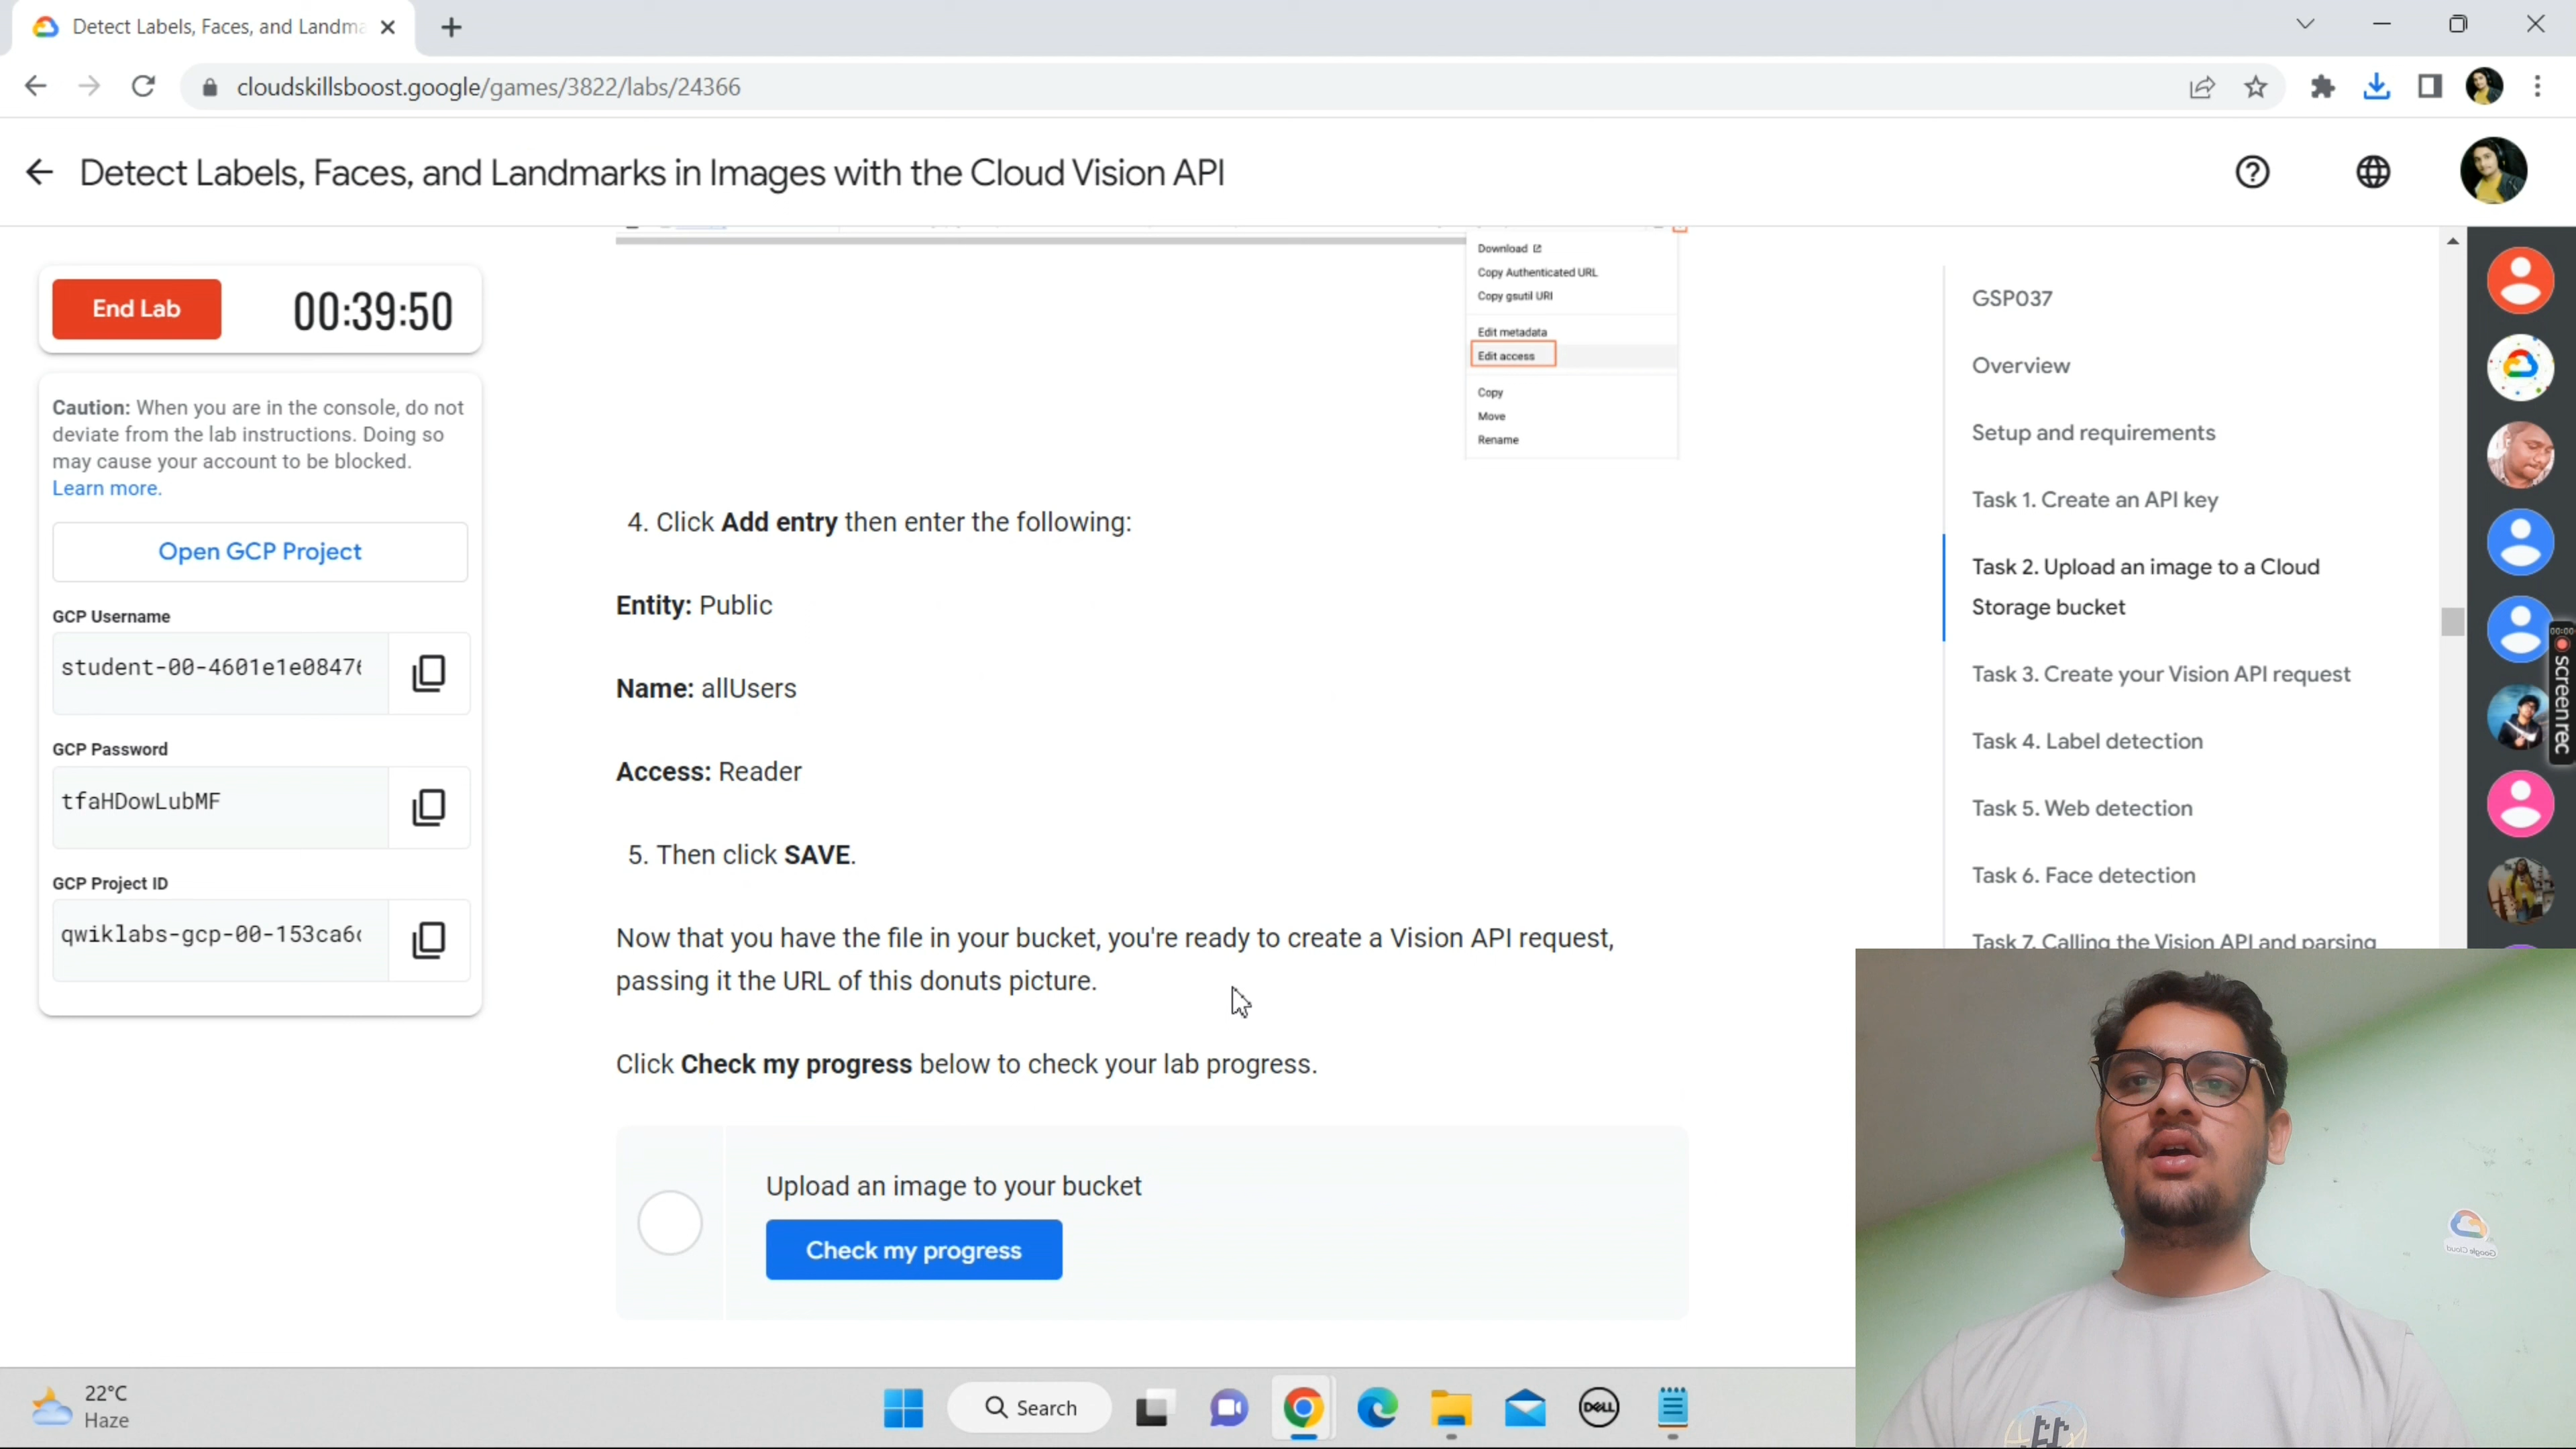 Detect Labels, Faces, and Landma
cloudskillsboost.google/games/3822/labs/24366
Detect Labels, Faces, and Landmarks in Images with the Cloud Vision API
End Lab
00:39:50
Caution: When you are in the console, do not
deviate from the lab instructions. Doing so
may cause your account to be blocked.
Learn more.
Open GCP Project
GCP Username
student-00-4601e1e0847
GCP Password
tfaHDowLubMF
GCP Project ID
qwiklabs-gcp-00-153ca6
Download
Copy Authenticated URL
Copy gsutil URI
Edit metadata
Edit access
Copy
Move
Rename
4. Click Add entry then enter the following:
Entity: Public
Name: allUsers
Access: Reader
5. Then click SAVE.
Now that you have the file in your bucket, you're ready to create a Vision API request,
passing it the URL of this donuts picture.
Click Check my progress below to check your lab progress.
Upload an image to your bucket
Check my progress
GSP037
Overview
Setup and requirements
Task 1. Create an API key
Task 2. Upload an image to a Cloud
Storage bucket
Task 3. Create your Vision API request
Task 4. Label detection
Task 5. Web detection
Task 6. Face detection
Task 7. Calling the Vision API and parsing
00:00
screenrec
Google Cloud
22°C
Haze
Search
DELL